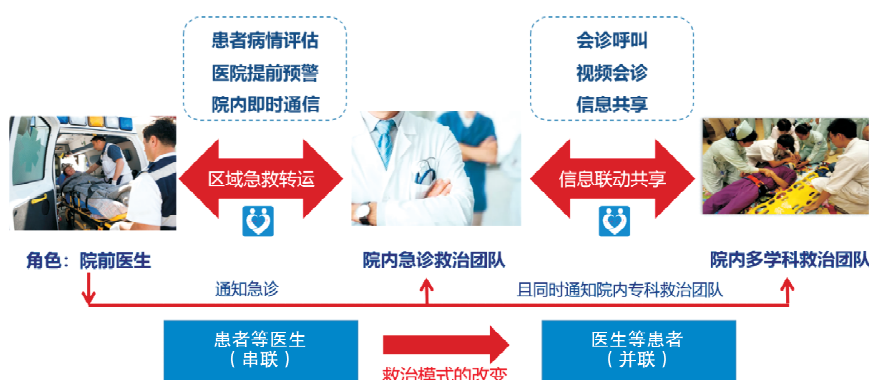 患者病情评估
医院提前预警
院内即时通信
会诊呼叫
视频会诊
信息共享
区域急救转运
信息联动共享
角色：院前医生
院内急诊救治团队
院内多学科救治团队
通知急诊
且同时通知院内专科救治团队
患者等医生
（串联）
医生等患者
（并联）
救治模式的改变